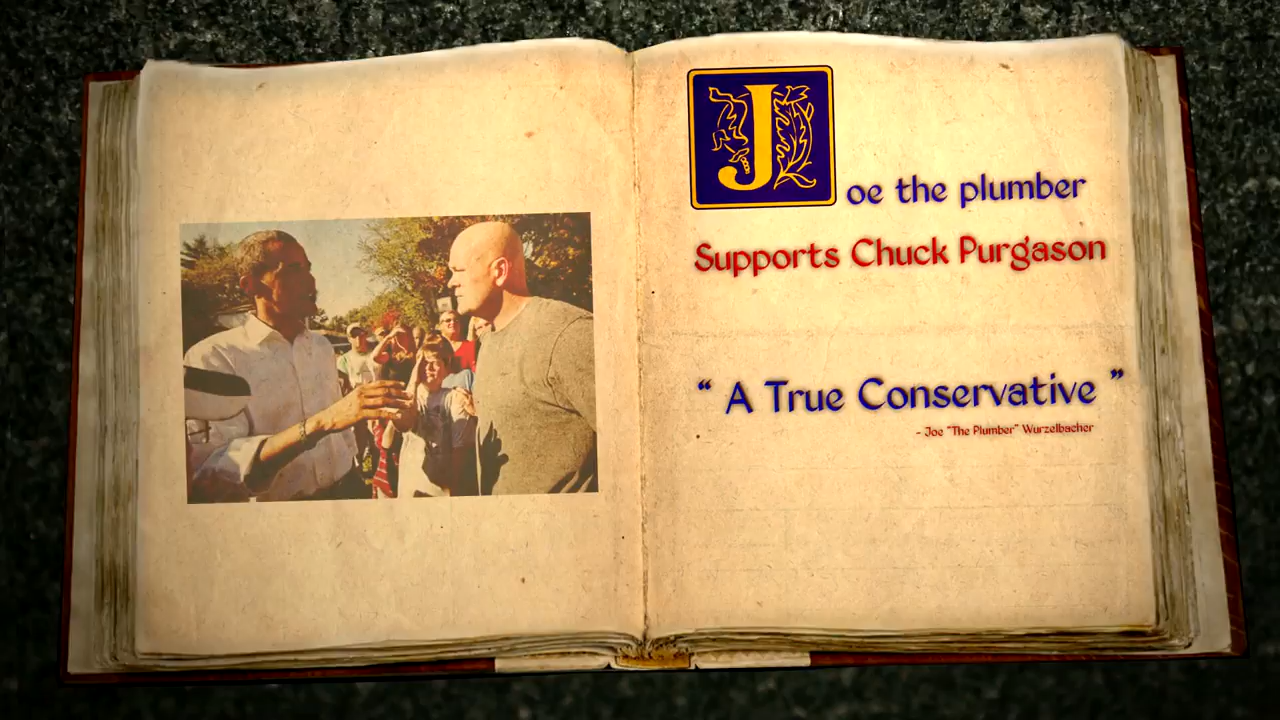 Joe the plumber
Supports Chuck Purgason
“ A True Conservative ”
- Joe "The Plumber" Wurzelbacher